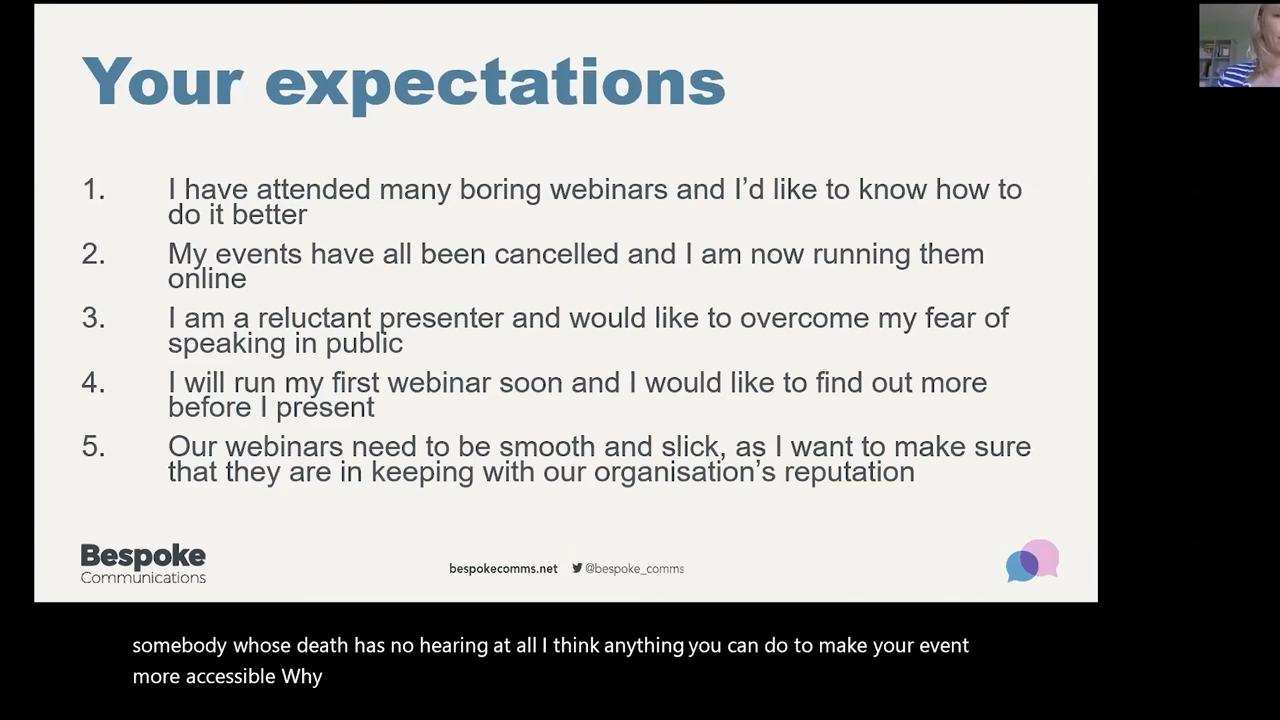 Your expectations
1. I have attended many boring webinars and I’d like to know how to
do it better
2. My events have all been cancelled and I am now running them
online
3. I am a reluctant presenter and would like to overcome my fear of
speaking in public
4. I will run my first webinar soon and I would like to find out more
before I present
5. Our webinars need to be smooth and slick, as I want to make sure
that they are in keeping with our organisation’s reputation
Bespoke
Communications
bespokecomms.net @bespoke_comms
somebody whose death has no hearing at all I think anything you can do to make your event
more accessible Why